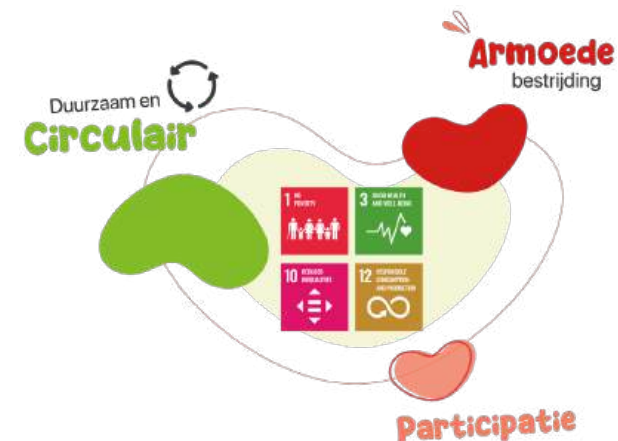 Armoede
bestrijding
Duurzaam en
Circulair
1 NO
POVERTY
3 GOOD HEALTH
AND WELL-BEING
10 REDUCED
INEQUALITIES
12 RESPONSIBLE
CONSUMPTION
AND PRODUCTION
Participatie